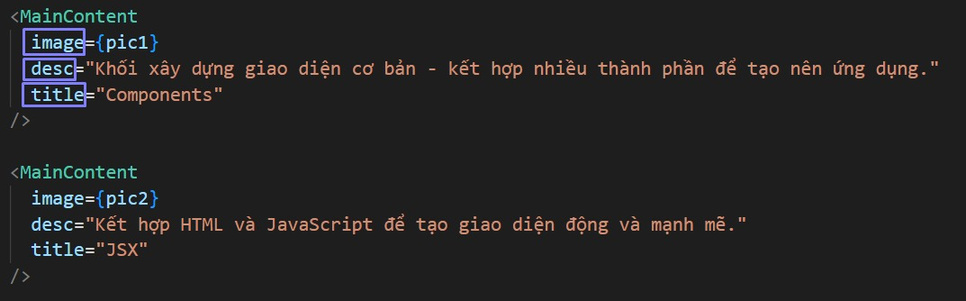 <MainContent
image={pic1}
desc="Khối xây dựng giao diện cơ bản - kết hợp nhiều thành phần để tạo nên ứng dụng."
title="Components"
/>
<MainContent
image={pic2}
desc="Kết hợp HTML và JavaScript để tạo giao diện động và mạnh mẽ."
title="JSX"
/>